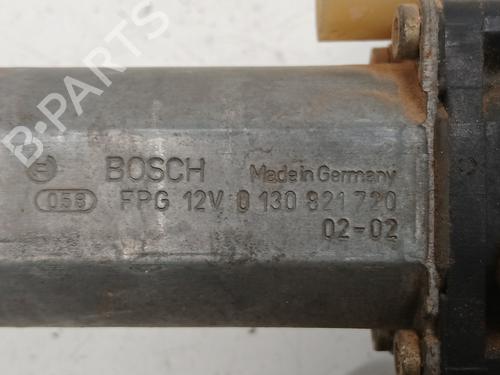 B-Parts
BOSCH Made in Germany
058 FPG 12V 0 130 821 720
02-02